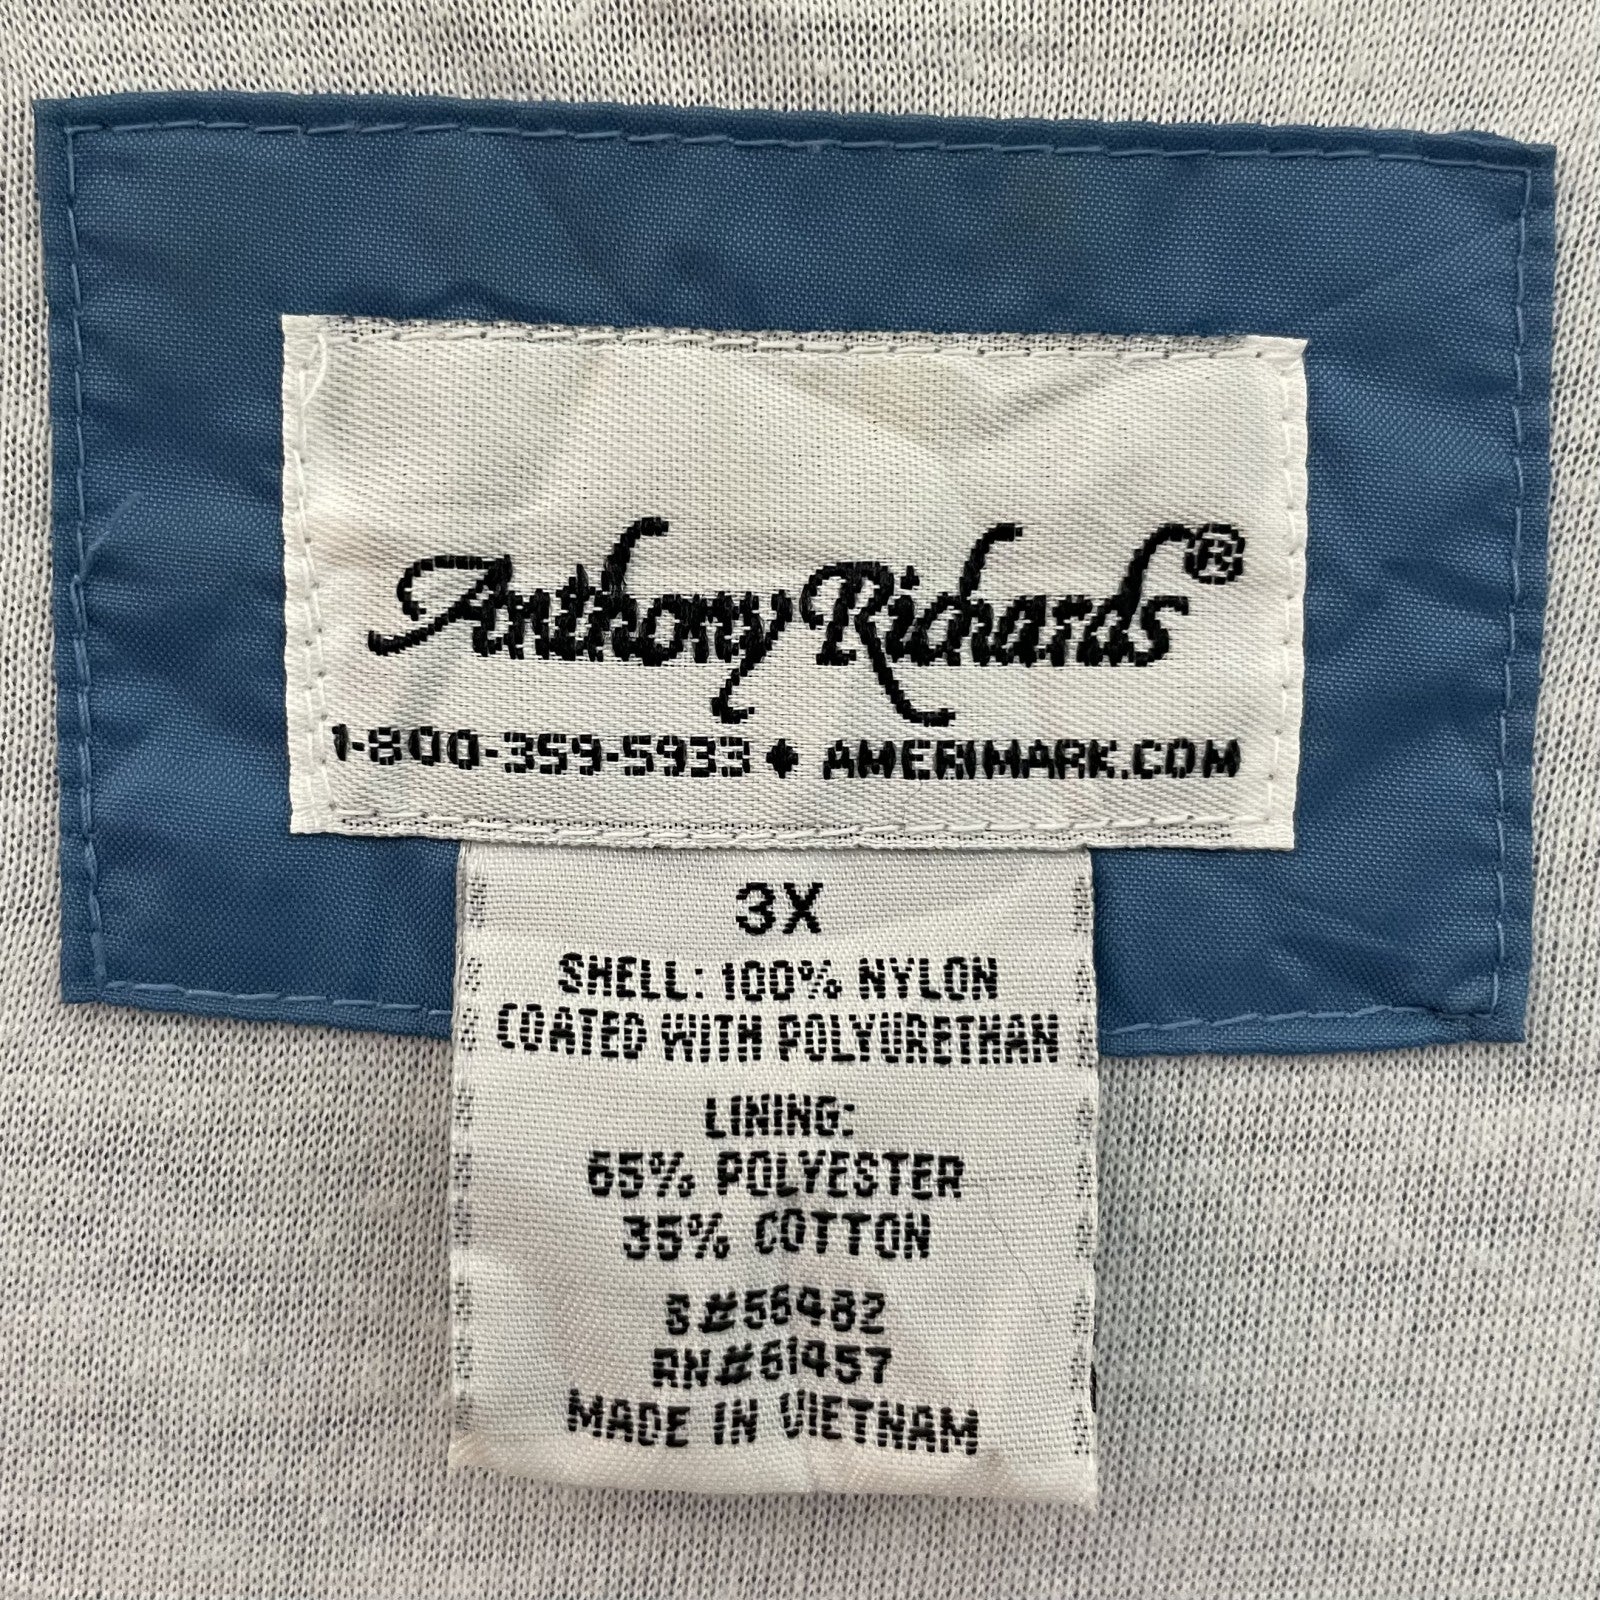 Anthony Richards®
1-800-359-5933 ♦ AMERIMARK.COM
3X
SHELL: 100% NYLON
COATED WITH POLYURETHAN
LINING:
65% POLYESTER
35% COTTON
S#56482
RN#61457
MADE IN VIETNAM